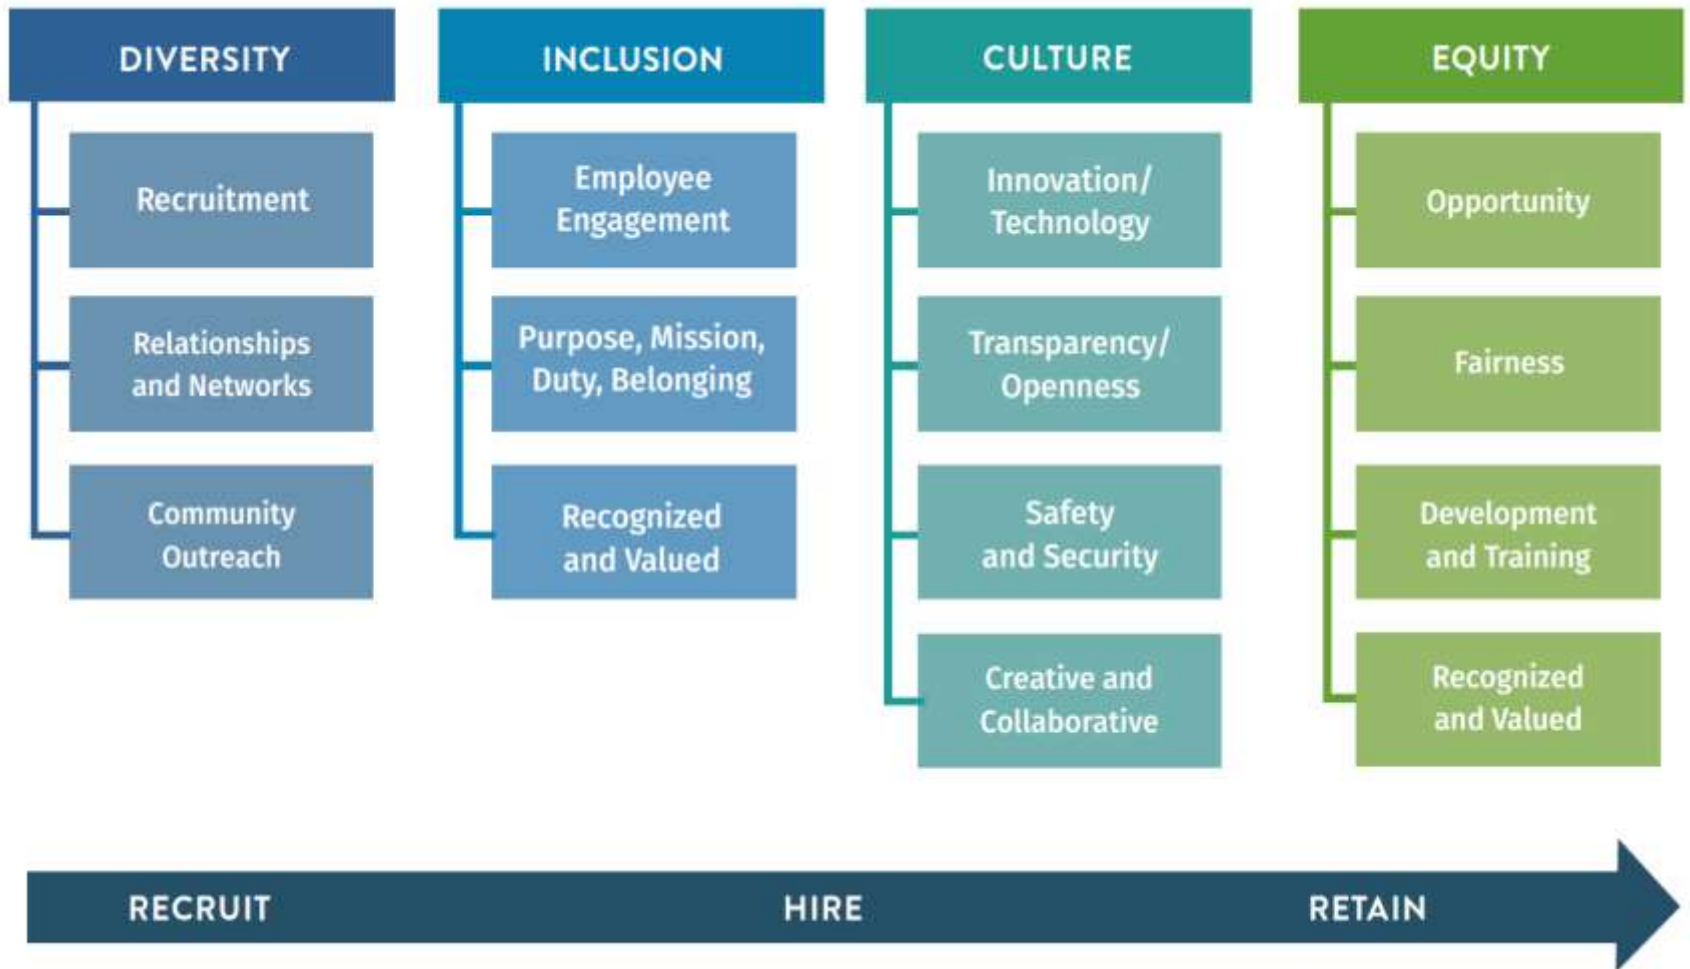 DIVERSITY
Recruitment
Relationships
and Networks
Community
Outreach
INCLUSION
Employee
Engagement
Purpose, Mission,
Duty, Belonging
Recognized
and Valued
CULTURE
Innovation/
Technology
Transparency/
Openness
Safety
and Security
Creative and
Collaborative
EQUITY
Opportunity
Fairness
Development
and Training
Recognized
and Valued
RECRUIT
HIRE
RETAIN